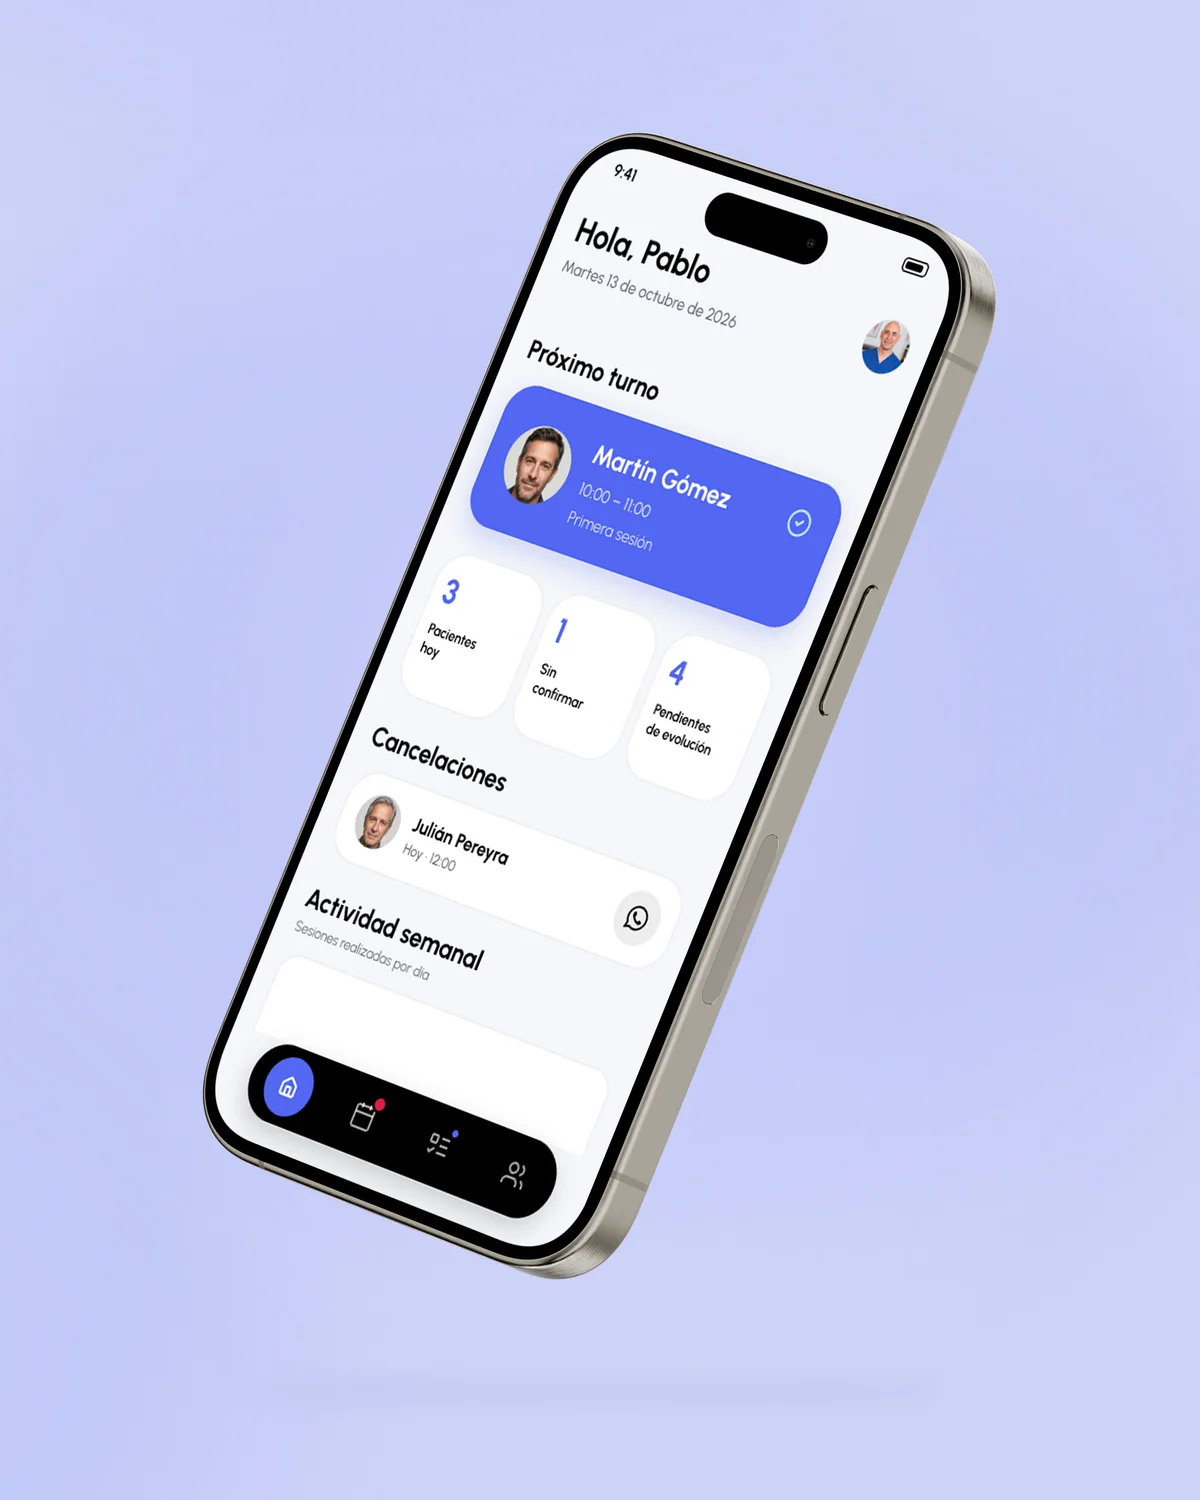 9:41
Hola, Pablo
Martes 13 de octubre de 2026
Próximo turno
Martín Gómez
10:00 – 11:00
Primera sesión
3
Pacientes
hoy
1
Sin
confirmar
4
Pendientes
de evolución
Cancelaciones
Julián Pereyra
Hoy · 12:00
Actividad semanal
Sesiones realizadas por día